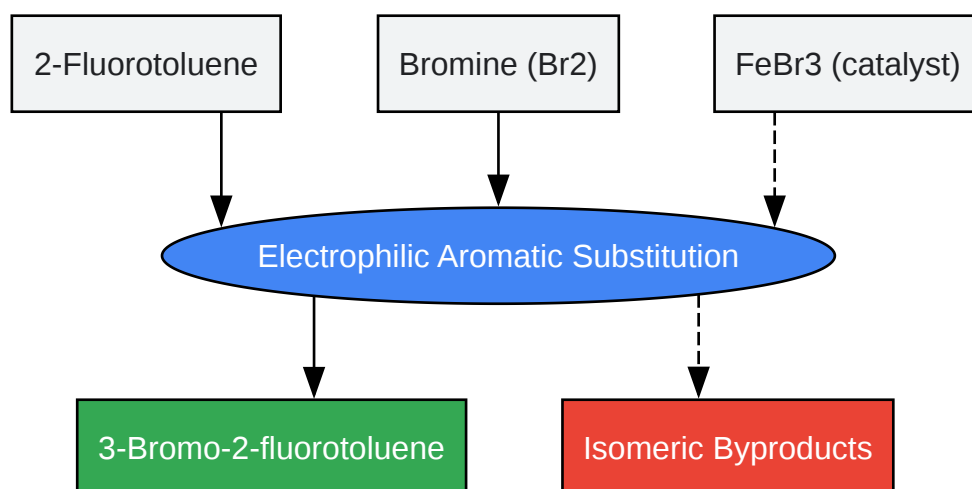 2-Fluorotoluene
Bromine (Br2)
FeBr3 (catalyst)
Electrophilic Aromatic Substitution
3-Bromo-2-fluorotoluene
Isomeric Byproducts